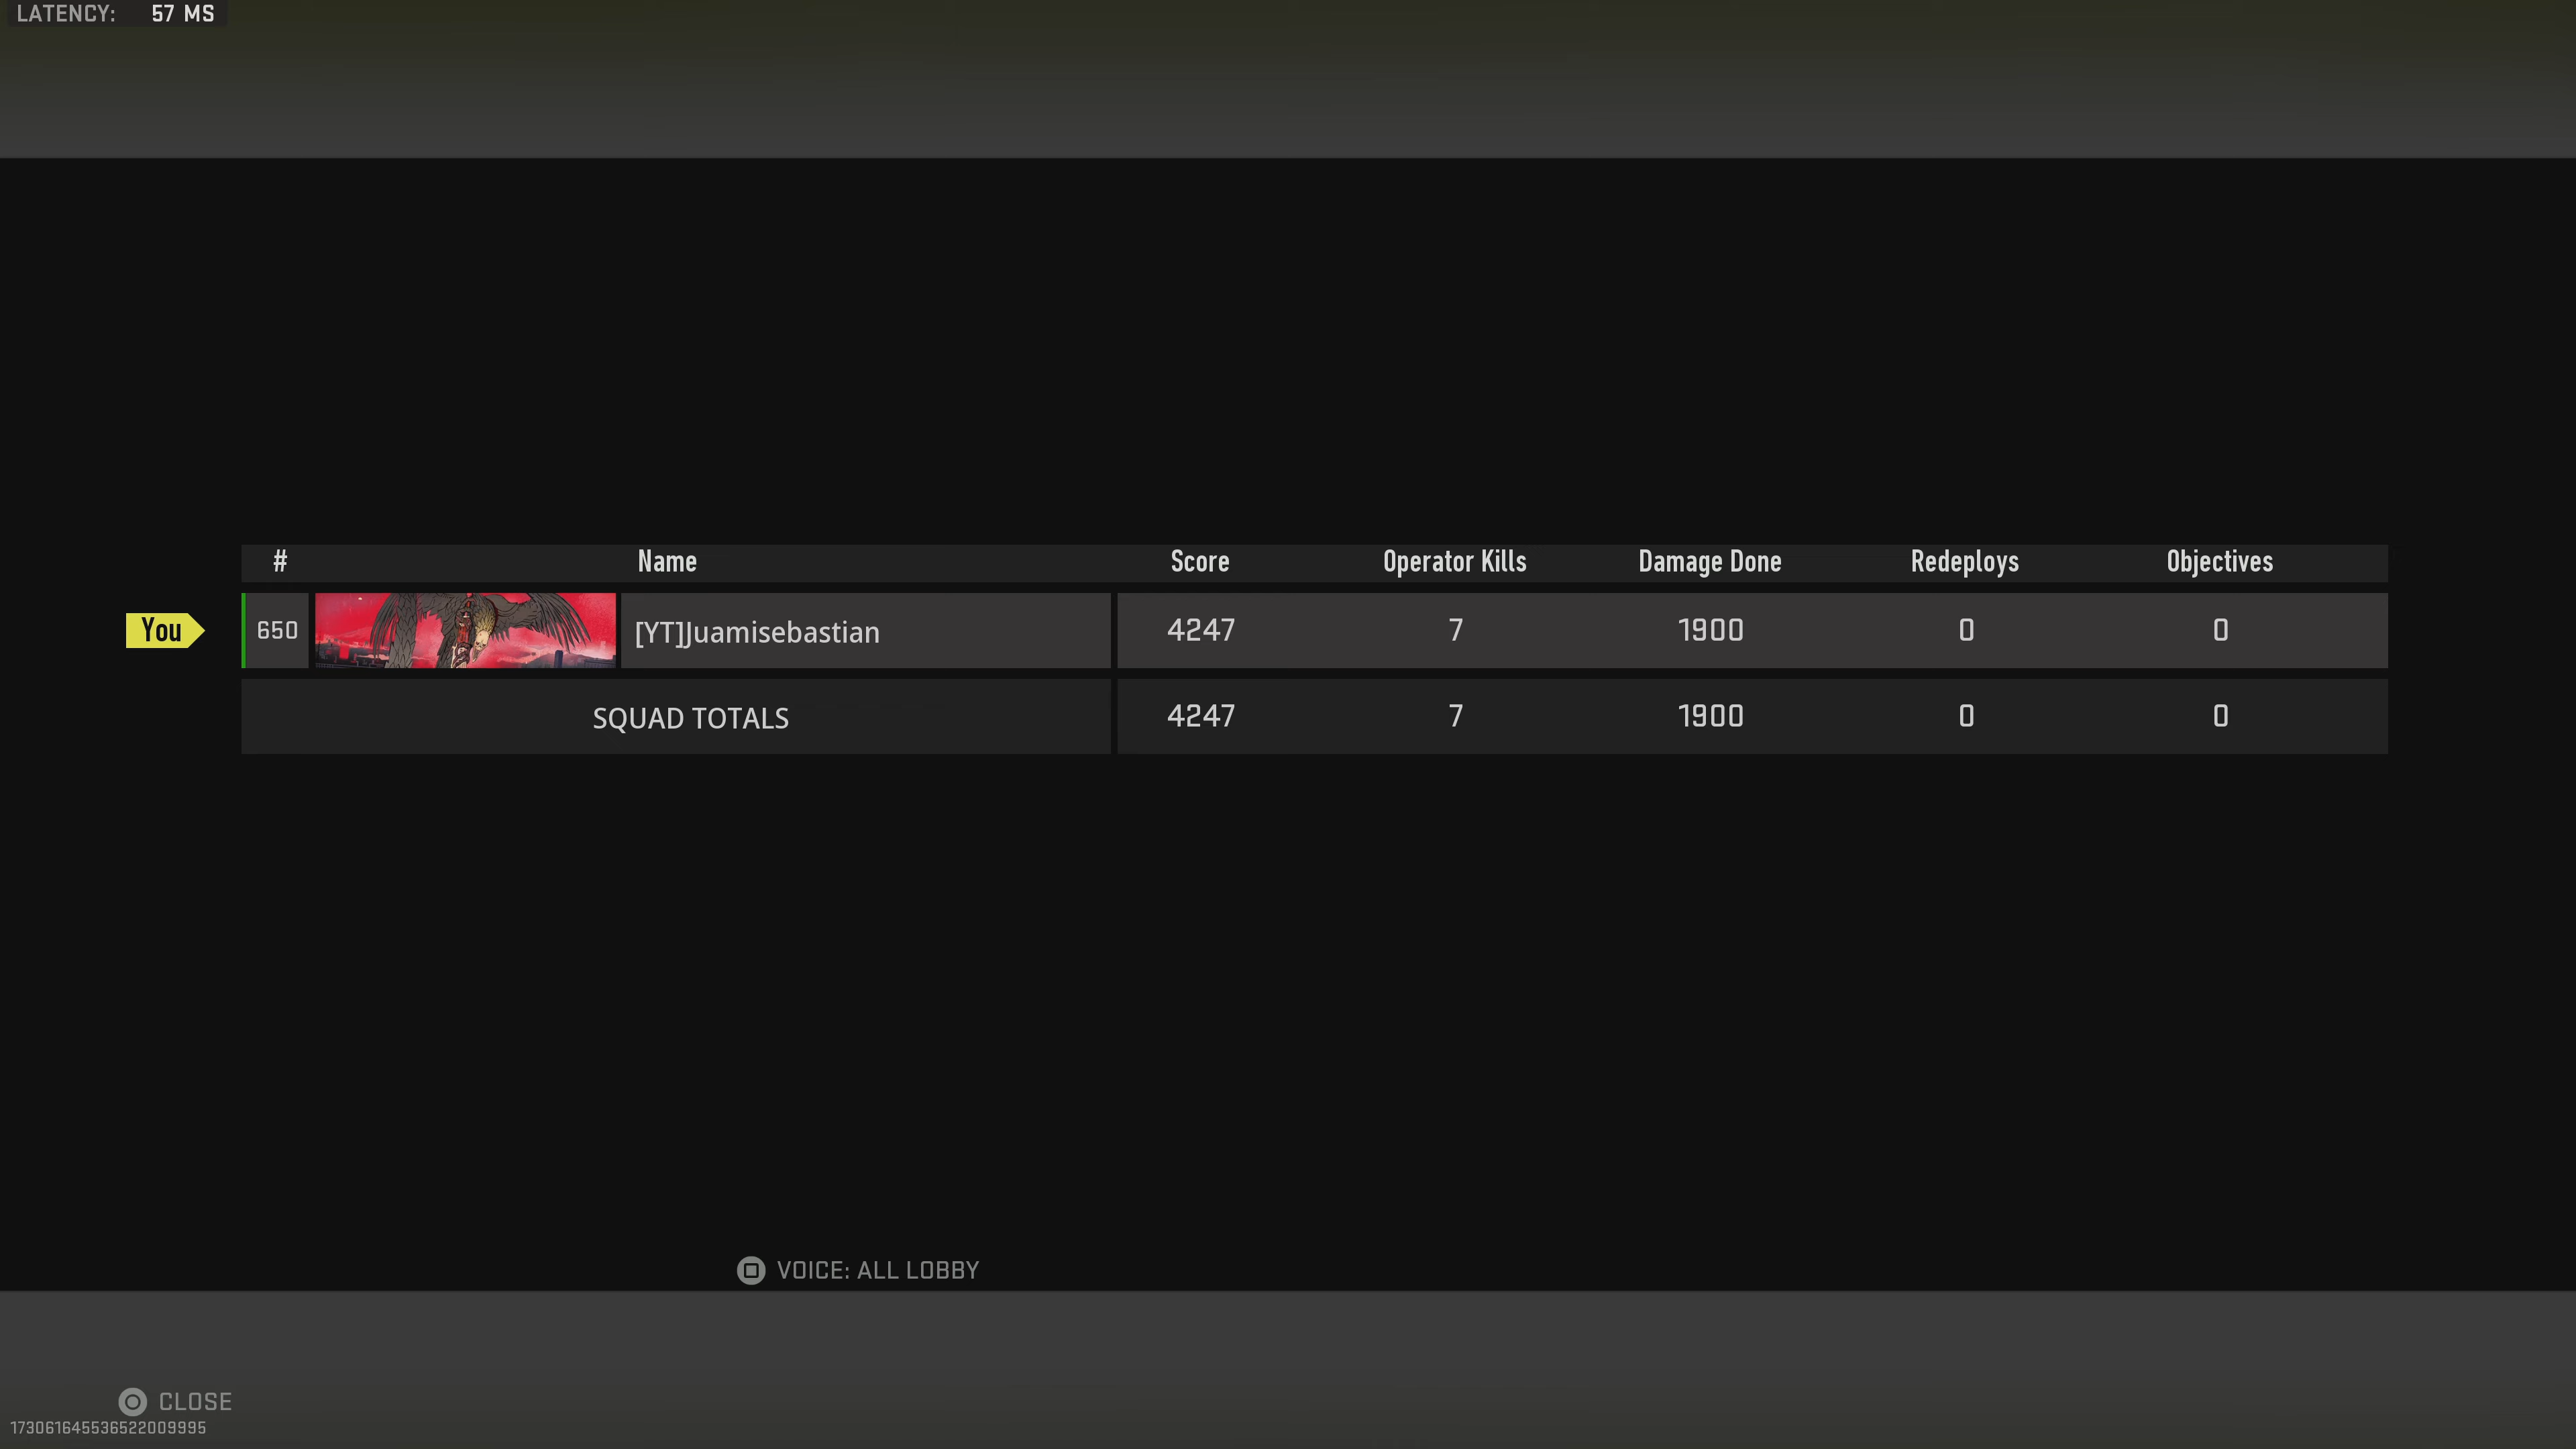 LATENCY: 57 MS
# Name Score Operator Kills Damage Done Redeploys Objectives
You 650 [YT]Juamisebastian 4247 7 1900 0 0
SQUAD TOTALS 4247 7 1900 0 0
VOICE: ALL LOBBY
CLOSE
173061645536522009995